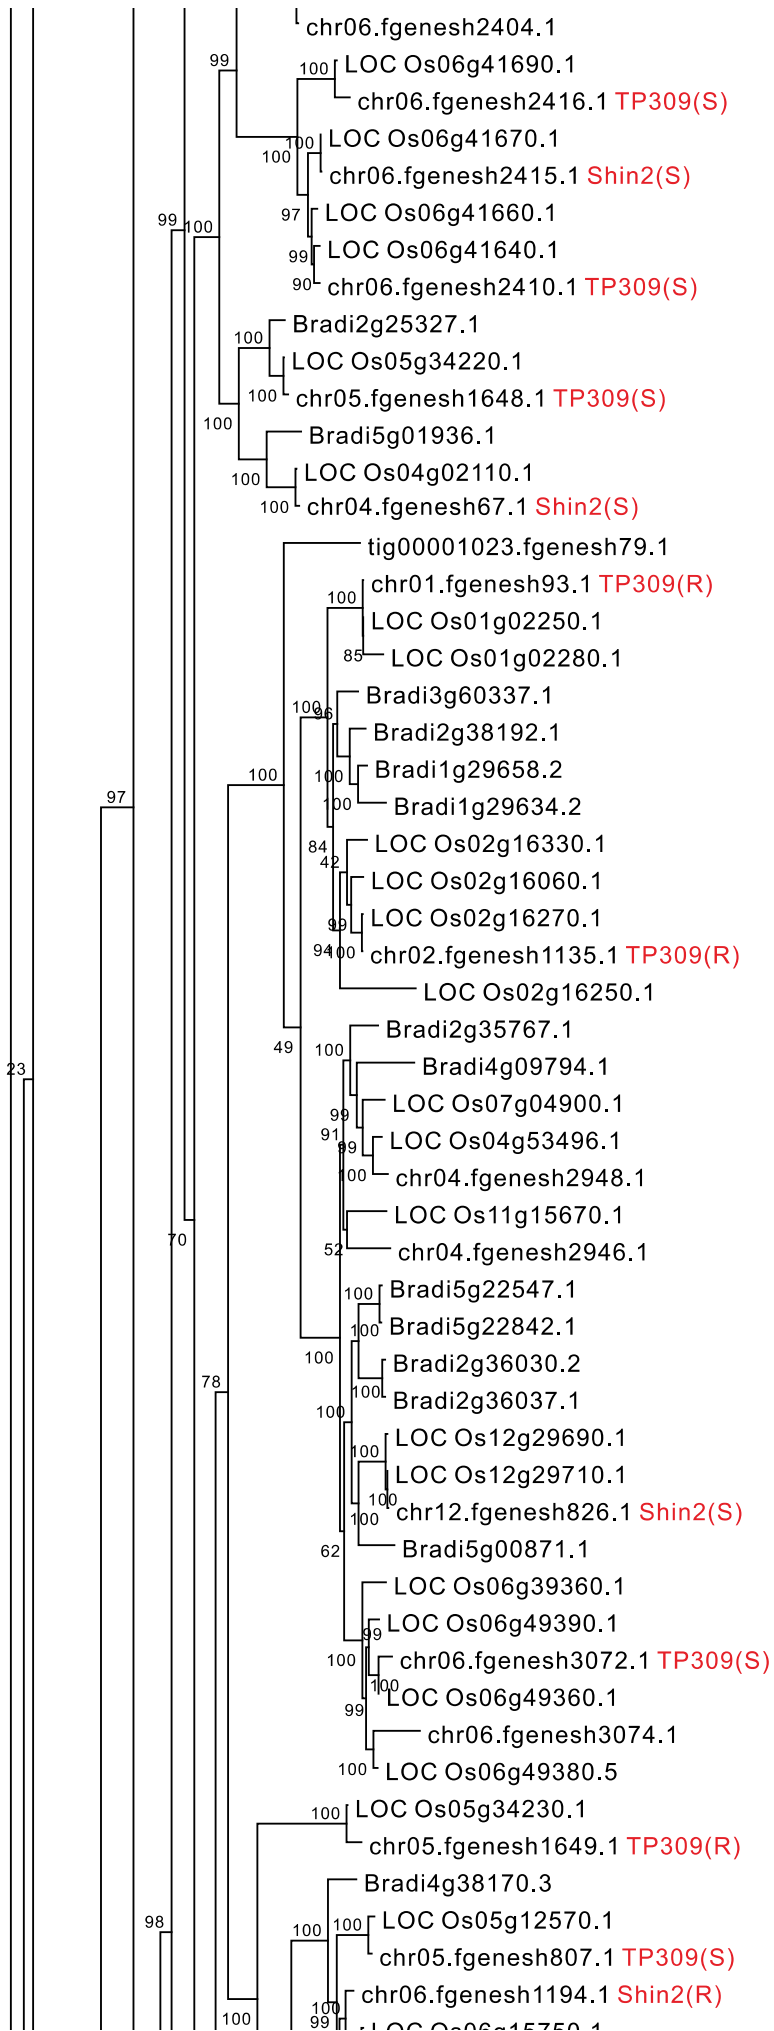 chr06.fgenesh2404.1
99
100 LOC Os06g41690.1
chr06.fgenesh2416.1 TP309(S)
100 LOC Os06g41670.1
100
chr06.fgenesh2415.1 Shin2(S)
97 LOC Os06g41660.1
99 100
99 LOC Os06g41640.1
90 chr06.fgenesh2410.1 TP309(S)
Bradi2g25327.1
100
LOC Os05g34220.1
100 chr05.fgenesh1648.1 TP309(S)
100
Bradi5g01936.1
100 LOC Os04g02110.1
100 chr04.fgenesh67.1 Shin2(S)
tig00001023.fgenesh79.1
chr01.fgenesh93.1 TP309(R)
100
LOC Os01g02250.1
85 LOC Os01g02280.1
Bradi3g60337.1
100 96
Bradi2g38192.1
100 100 Bradi1g29658.2
97 100 Bradi1g29634.2
84 LOC Os02g16330.1
42
LOC Os02g16060.1
99 LOC Os02g16270.1
94 100 chr02.fgenesh1135.1 TP309(R)
LOC Os02g16250.1
49 100 Bradi2g35767.1
23 Bradi4g09794.1
99 LOC Os07g04900.1
91 99 LOC Os04g53496.1
100 chr04.fgenesh2948.1
LOC Os11g15670.1
70 52 chr04.fgenesh2946.1
100 Bradi5g22547.1
100 Bradi5g22842.1
100 Bradi2g36030.2
78 100 Bradi2g36037.1
100
LOC Os12g29690.1
100
LOC Os12g29710.1
100
100 chr12.fgenesh826.1 Shin2(S)
62 Bradi5g00871.1
LOC Os06g39360.1
99 LOC Os06g49390.1
100 chr06.fgenesh3072.1 TP309(S)
100 LOC Os06g49360.1
99
chr06.fgenesh3074.1
100 LOC Os06g49380.5
100 LOC Os05g34230.1
chr05.fgenesh1649.1 TP309(R)
Bradi4g38170.3
98 100 100 LOC Os05g12570.1
chr05.fgenesh807.1 TP309(S)
chr06.fgenesh1194.1 Shin2(R)
100
100 99 LOC Os06g15750.1